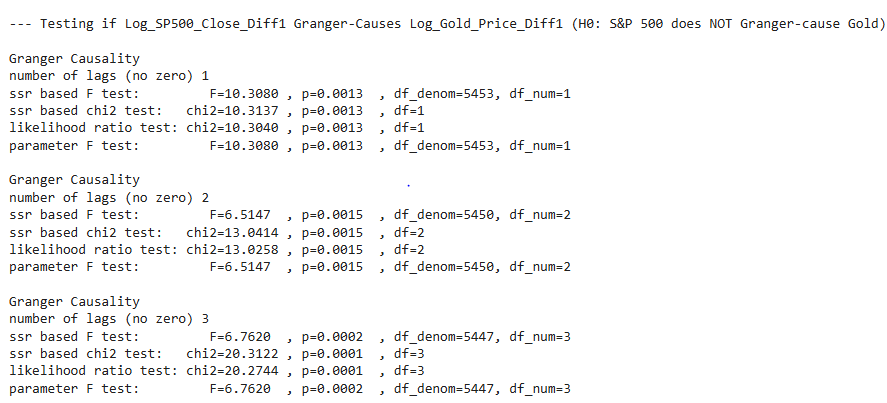 --- Testing if Log_SP500_Close_Diff1 Granger-Causes Log_Gold_Price_Diff1 (H0: S&P 500 does NOT Granger-cause Gold)
Granger Causality
number of lags (no zero) 1
ssr based F test:         F=10.3080 , p=0.0013  , df_denom=5453, df_num=1
ssr based chi2 test:   chi2=10.3137 , p=0.0013  , df=1
likelihood ratio test: chi2=10.3040 , p=0.0013  , df=1
parameter F test:         F=10.3080 , p=0.0013  , df_denom=5453, df_num=1
Granger Causality
number of lags (no zero) 2
ssr based F test:         F=6.5147  , p=0.0015  , df_denom=5450, df_num=2
ssr based chi2 test:   chi2=13.0414 , p=0.0015  , df=2
likelihood ratio test: chi2=13.0258 , p=0.0015  , df=2
parameter F test:         F=6.5147  , p=0.0015  , df_denom=5450, df_num=2
Granger Causality
number of lags (no zero) 3
ssr based F test:         F=6.7620  , p=0.0002  , df_denom=5447, df_num=3
ssr based chi2 test:   chi2=20.3122 , p=0.0001  , df=3
likelihood ratio test: chi2=20.2744 , p=0.0001  , df=3
parameter F test:         F=6.7620  , p=0.0002  , df_denom=5447, df_num=3